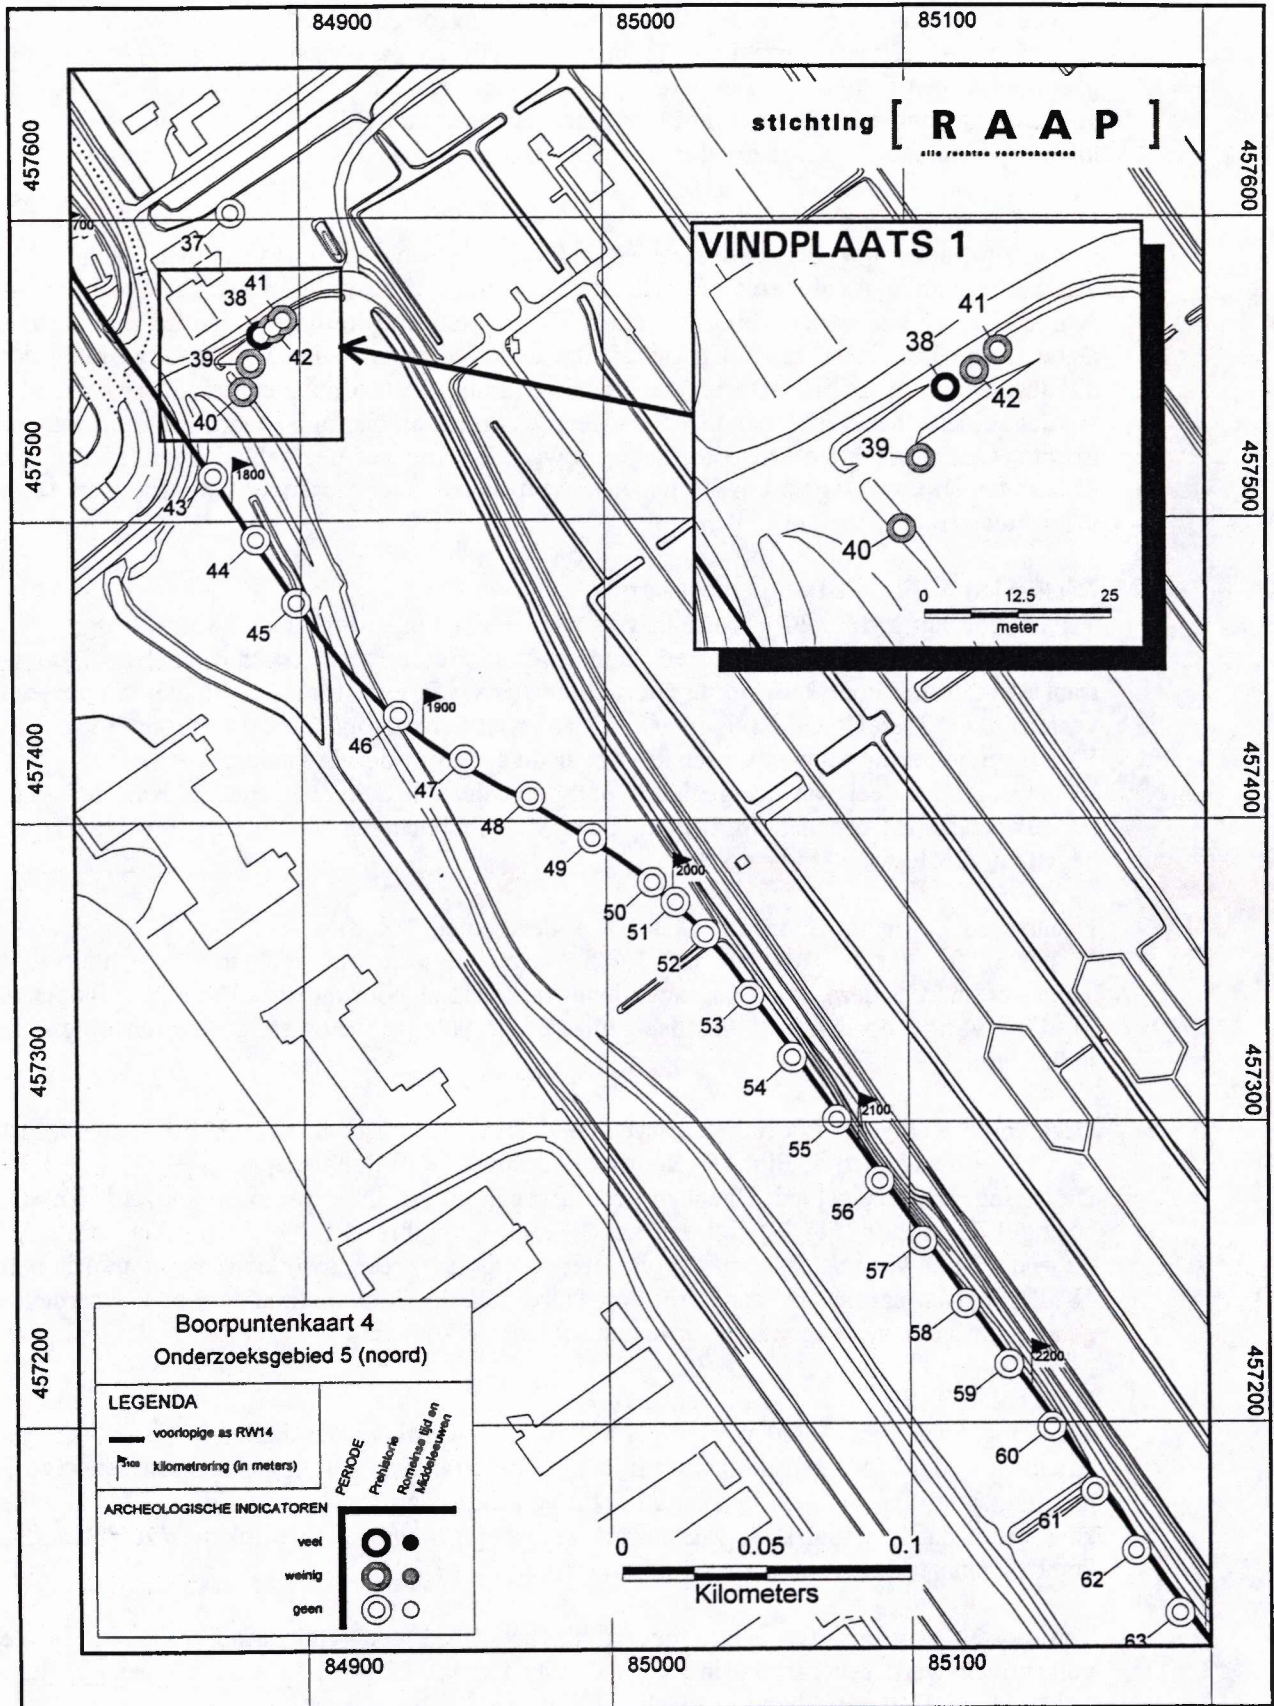 84900
85000
85100
457600
457500
457400
457300
457200
stichting [ R A A P ]
alle rechten voorbehouden
457600
457500
457400
457300
457200
700
37
41
38
39
42
40
VINDPLAATS 1
41
38
42
39
40
0 12.5 25
meter
43
1800
44
45
46
1900
47
48
49
2000
50
51
52
53
54
2100
55
56
57
58
2200
59
60
61
62
63
Boorpuntenkaart 4
Onderzoeksgebied 5 (noord)
LEGENDA
voorlopige as RW14
kilometrering (in meters)
PERIODE
Prehistorie
Romeinse tijd en
Middeleeuwen
ARCHEOLOGISCHE INDICATOREN
veel
weinig
geen
0 0.05 0.1
Kilometers
84900
85000
85100